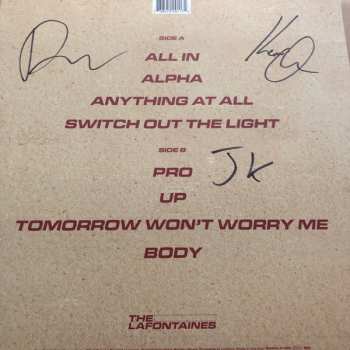 SIDE A
ALL IN
ALPHA
ANYTHING AT ALL
SWITCH OUT THE LIGHT
SIDE B
PRO
JK
UP
TOMORROW WON'T WORRY ME
BODY
THE
LAFONTAINES